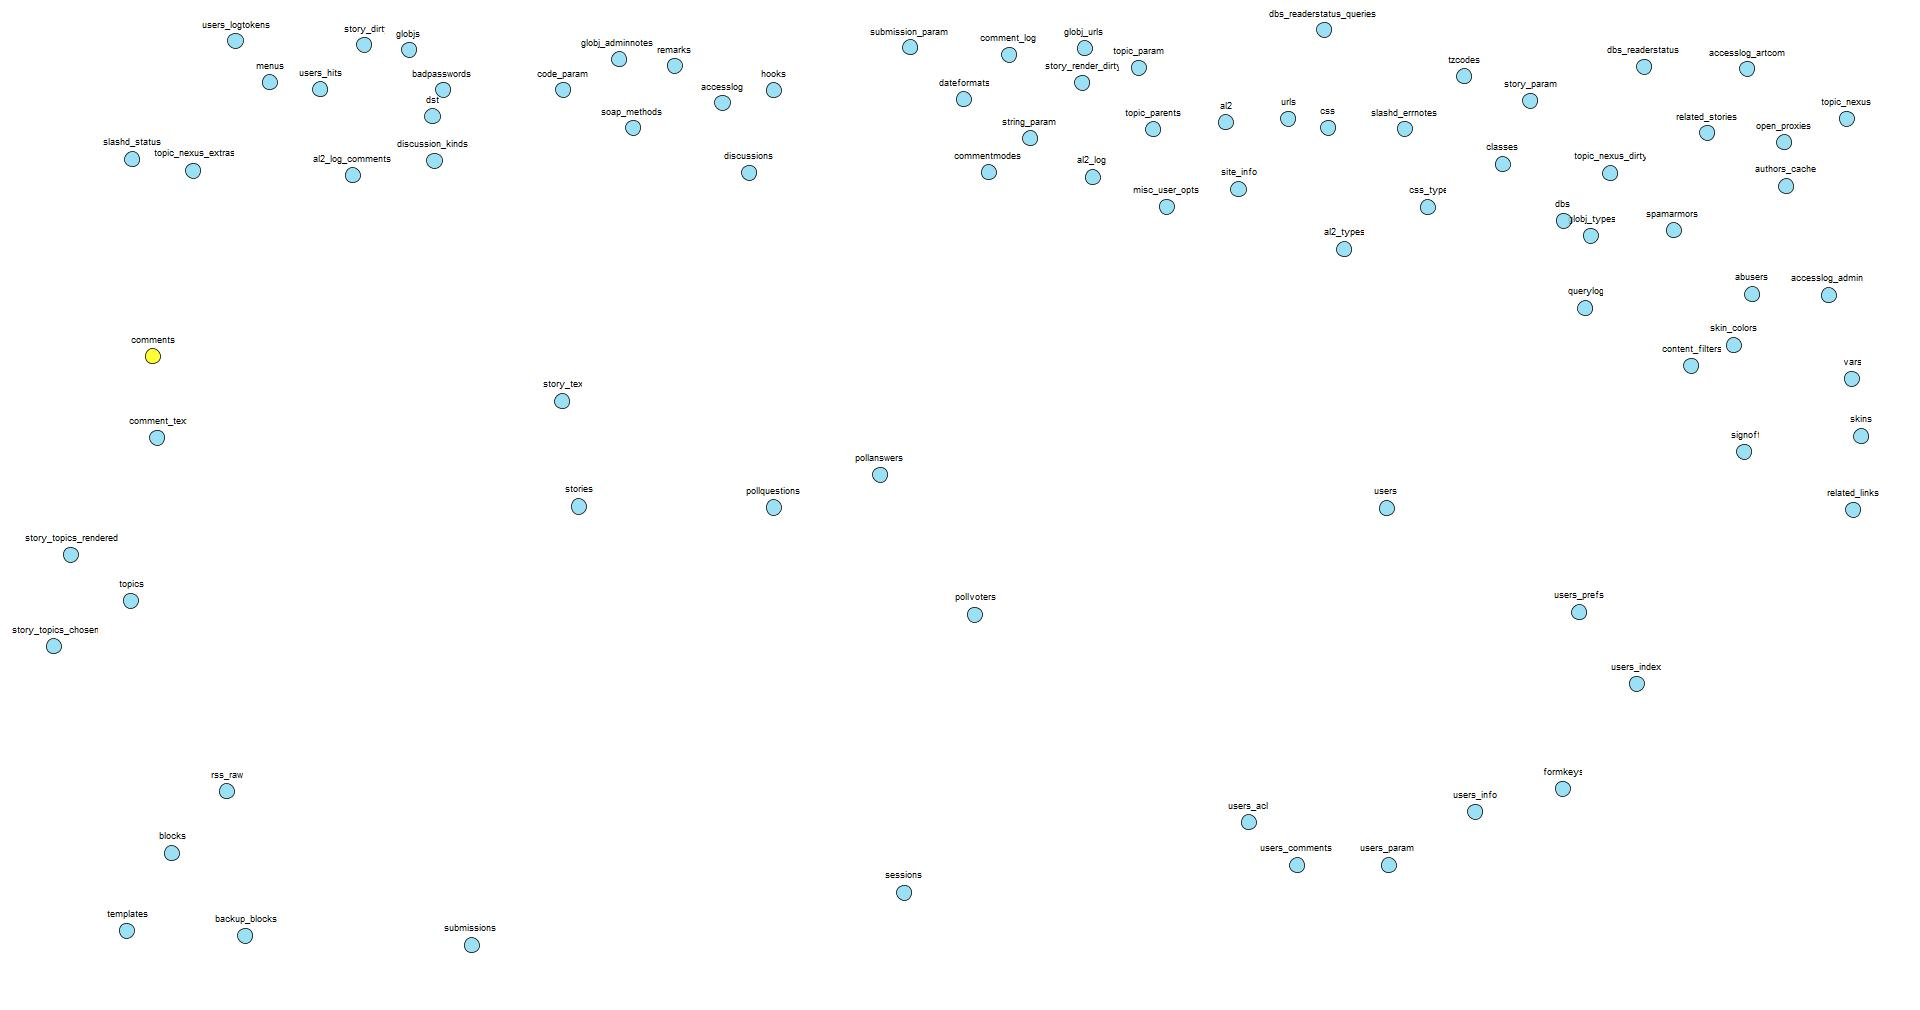 dbs_readerstatus_queries
users_logtokens
story_dirt
globjs
submission_param
comment_log
globj_urls
globj_adminnotes
remarks
topic_param
dbs_readerstatus
accesslog_artcom
menus
users_hits
badpasswords
code_param
accesslog
hooks
dateformats
story_render_dirty
tzcodes
story_param
dst
soap_methods
string_param
topic_parents
al2
urls
css
slashd_errnotes
related_stories
open_proxies
topic_nexus
slashd_status
topic_nexus_extras
al2_log_comments
discussion_kinds
discussions
commentmodes
al2_log
site_info
classes
topic_nexus_dirty
authors_cache
misc_user_opts
css_type
dbs
lobj_types
spamarmors
al2_types
querylog
abusers
accesslog_admin
skin_colors
content_filters
vars
comments
story_tex
comment_tex
skins
signoff
pollanswers
stories
pollquestions
users
related_links
story_topics_rendered
topics
pollvoters
users_prefs
story_topics_chosen
users_index
rss_raw
formkeys
users_info
users_acl
blocks
users_comments
users_param
sessions
templates
backup_blocks
submissions